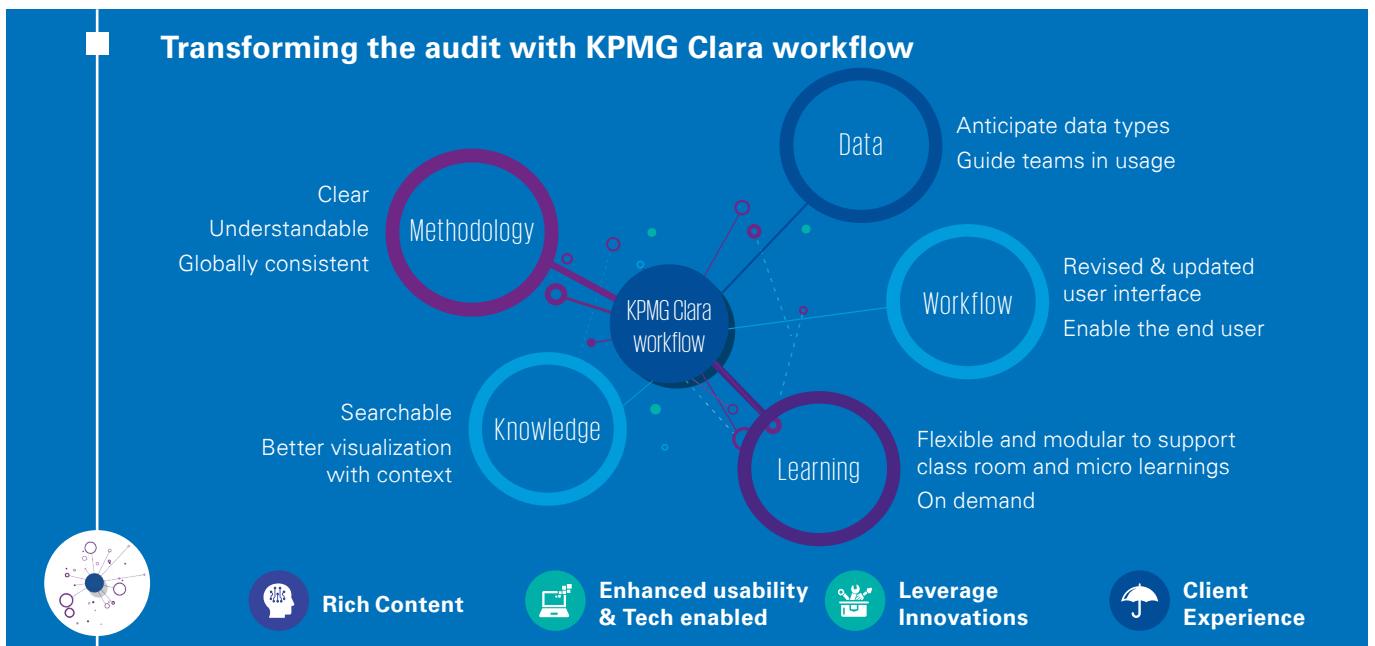 Transforming the audit with KPMG Clara workflow
Clear
Understandable
Globally consistent
Methodology
Data
Anticipate data types
Guide teams in usage
KPMG Clara
workflow
Workflow
Revised & updated
user interface
Enable the end user
Searchable
Better visualization
with context
Knowledge
Learning
Flexible and modular to support
class room and micro learnings
On demand
Rich Content
Enhanced usability
& Tech enabled
Leverage
Innovations
Client
Experience